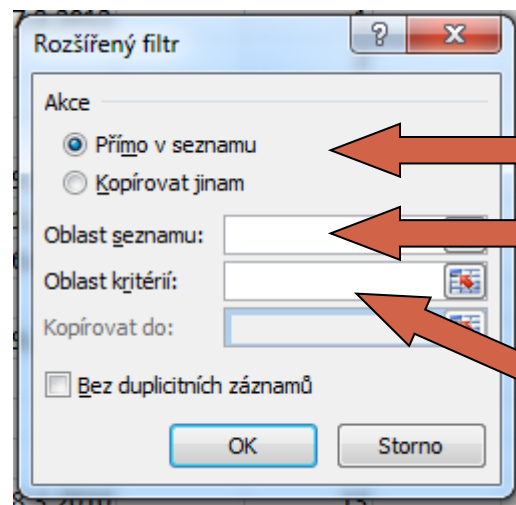 Rozšířený filtr
Akce
Přímo v seznamu
Kopírovat jinam
Oblast seznamu:
Oblast kritérií:
Kopírovat do:
Bez duplicitních záznamů
OK
Storno